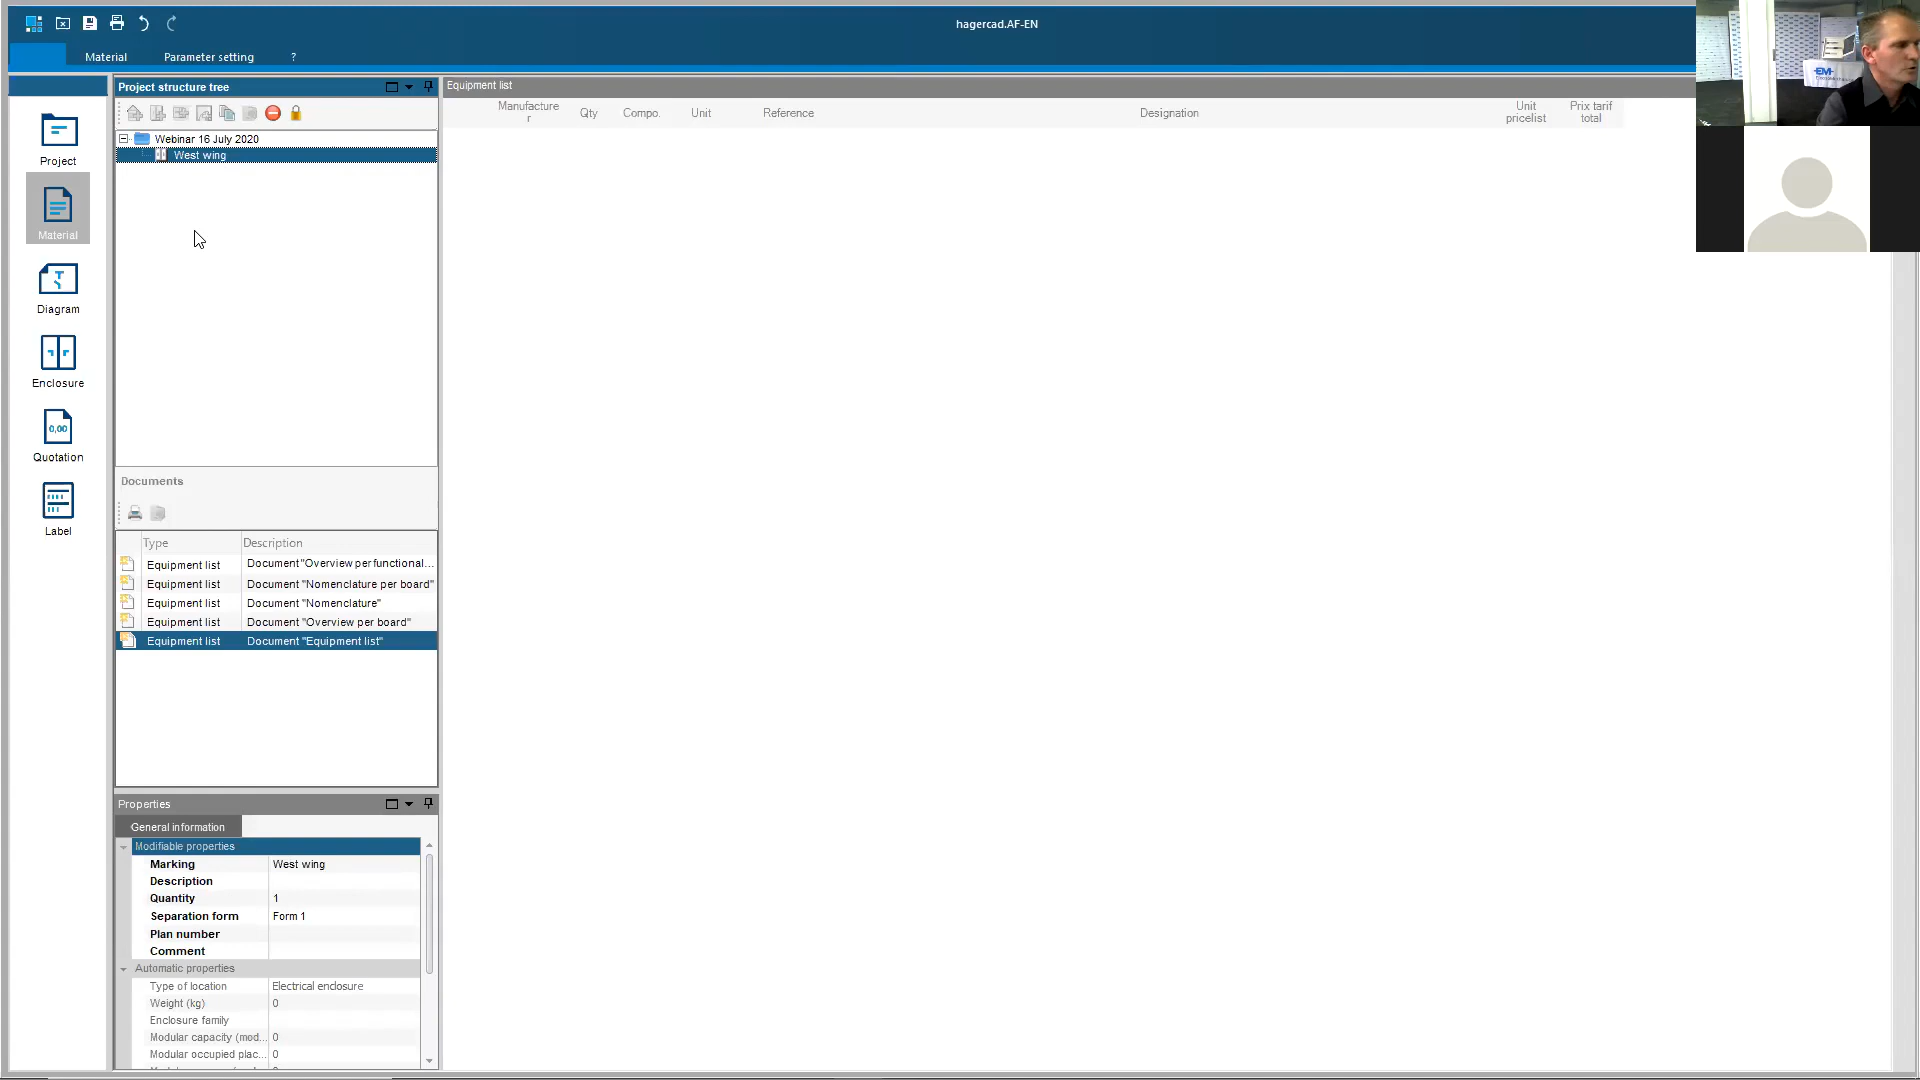 hagercad.AF-EN
Material
Parameter setting
?
Project structure tree
Equipment list
Manufacture
r
Qty
Compo.
Unit
Reference
Designation
Unit
pricelist
Prix tarif
total
Webinar 16 July 2020
West wing
Project
Material
Diagram
Enclosure
0,00
Quotation
Label
Documents
Type
Description
Equipment list
Document "Overview per functional...
Equipment list
Document "Nomenclature per board"
Equipment list
Document "Nomenclature"
Equipment list
Document "Overview per board"
Equipment list
Document "Equipment list"
Properties
General information
Modifiable properties
Marking
West wing
Description
Quantity
1
Separation form
Form 1
Plan number
Comment
Automatic properties
Type of location
Electrical enclosure
Weight (kg)
0
Enclosure family
Modular capacity (mod...
0
Modular occupied plac...
0
EM